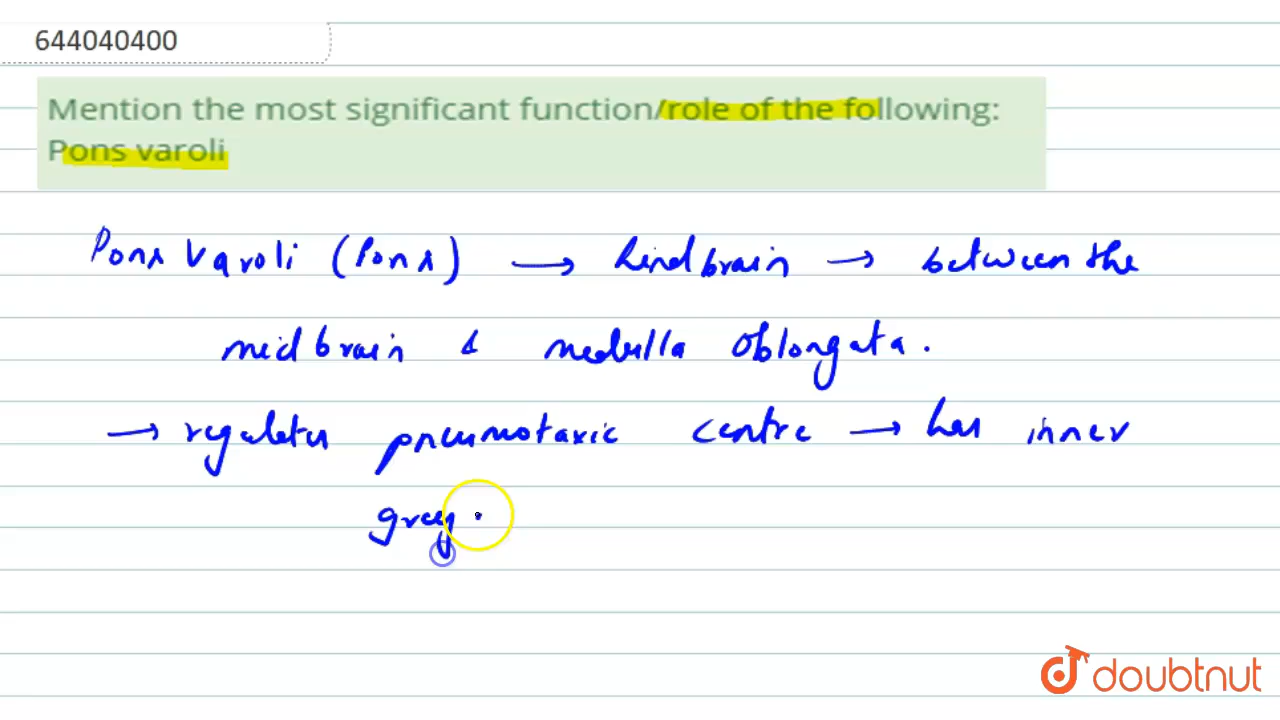 644040400
Mention the most significant function/role of the following:
Pons varoli
Pons Varoli (Pons) → hindbrain → between the
midbrain & medulla oblongata.
→ regulates pneumotaxic centre → has inner
grey
doubtnut